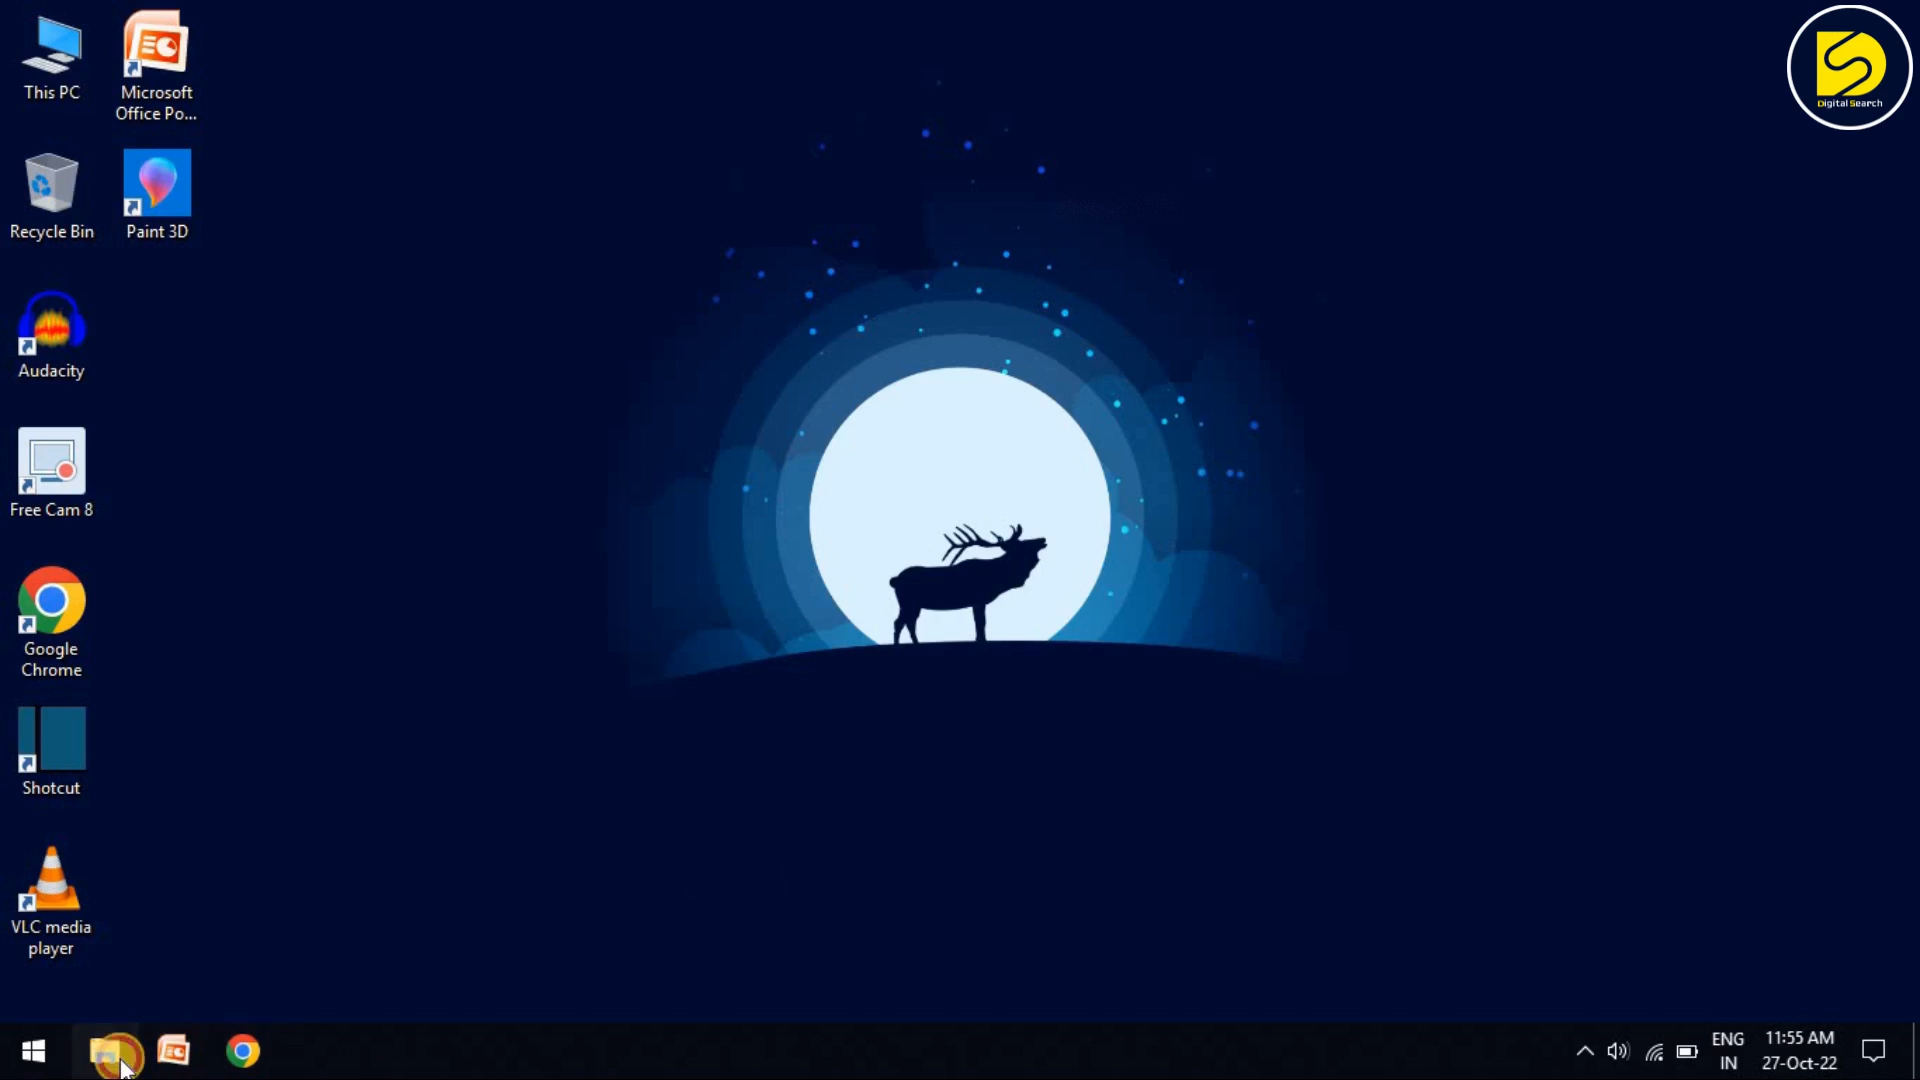 This PC
Microsoft
Office Po...
Recycle Bin
Paint 3D
Audacity
Free Cam 8
Google
Chrome
Shotcut
VLC media
player
Digital Search
ENG
IN
11:55 AM
27-Oct-22